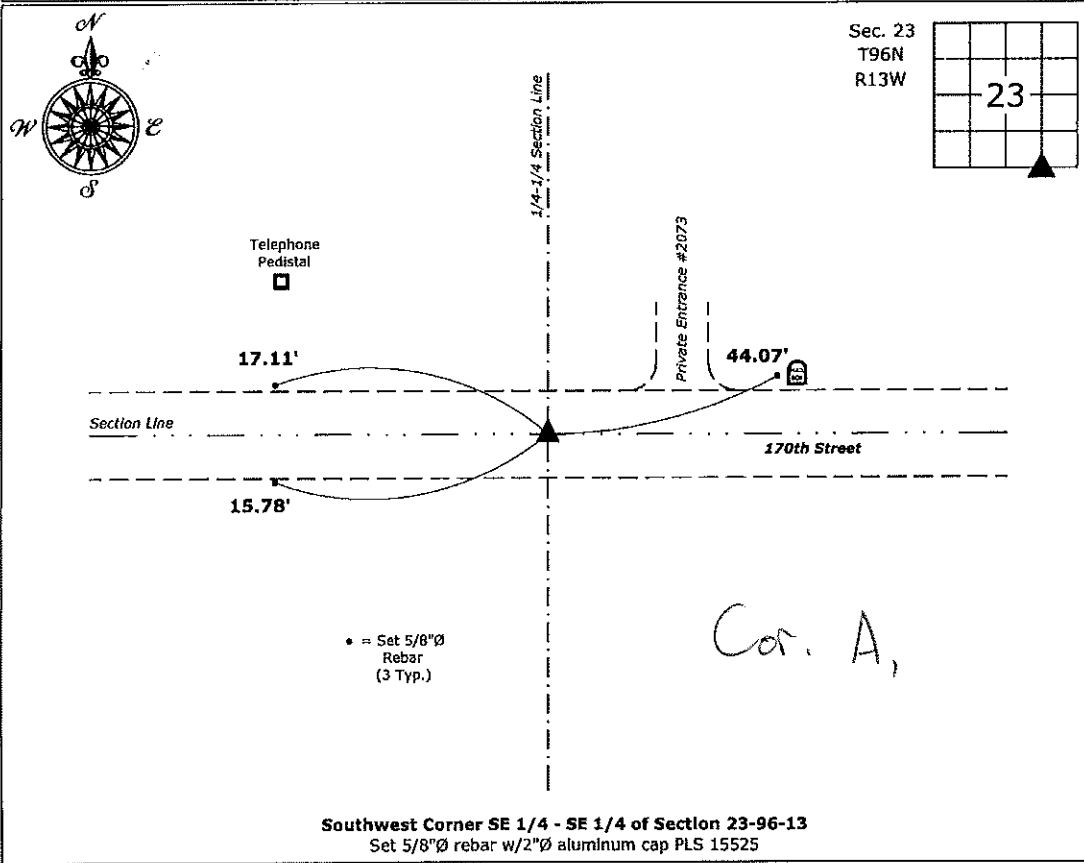 N
W
E
S
Sec. 23
T96N
R13W
23
1/4-1/4 Section Line
Telephone
Pedistal
Private Entrance #2073
17.11'
44.07'
Section Line
170th Street
15.78'
• = Set 5/8"Ø
Rebar
(3 Typ.)
Cor. A,
Southwest Corner SE 1/4 - SE 1/4 of Section 23-96-13
Set 5/8"Ø rebar w/2"Ø aluminum cap PLS 15525